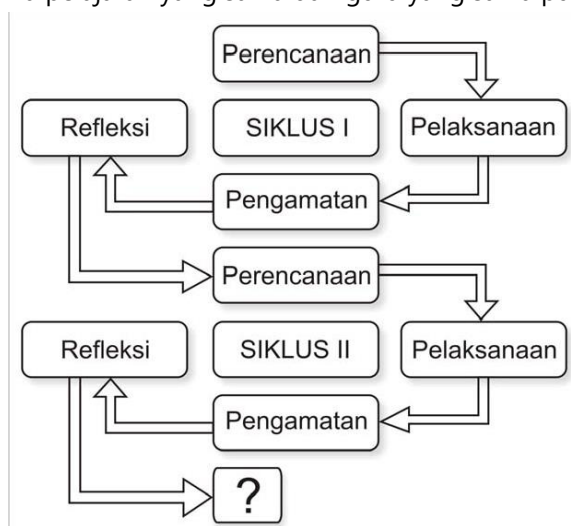 Perencanaan
Refleksi
SIKLUS I
Pelaksanaan
Pengamatan
Perencanaan
Refleksi
SIKLUS II
Pelaksanaan
Pengamatan
?